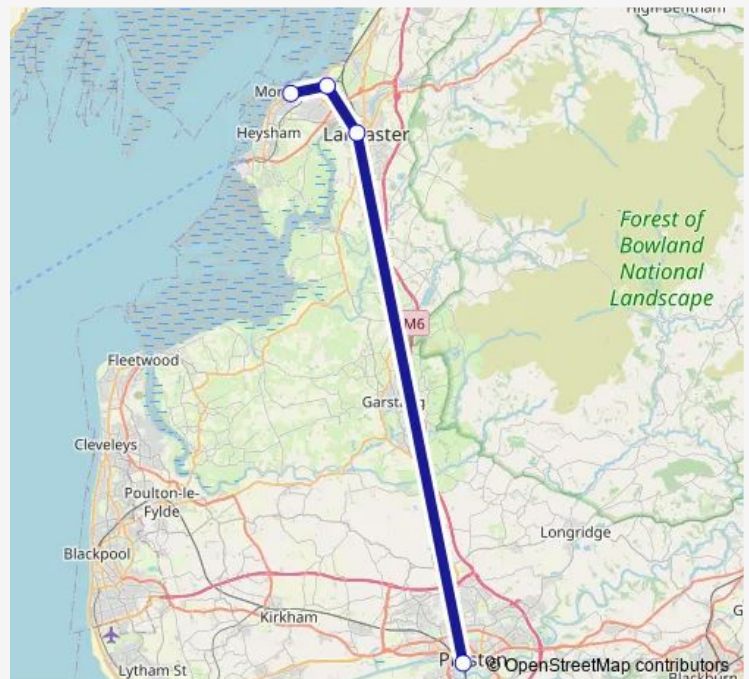 High Bentham
Heysham
Lancaster
Forest of
Bowland
National
Landscape
M6
Fleetwood
Garstang
Cleveleys
Poulton-le-
Fylde
Longridge
Blackpool
Kirkham
Preston
© OpenStreetMap contributors
Lytham St
Blackburn